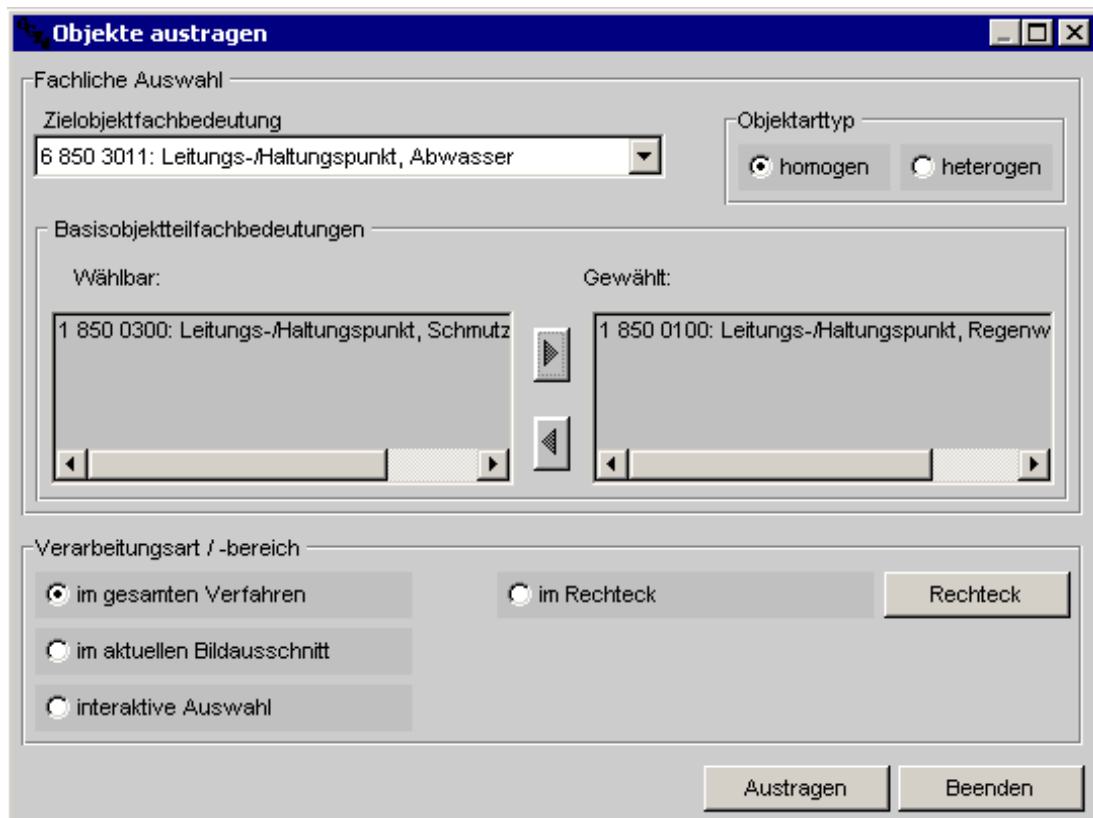 Objekte austragen
Fachliche Auswahl
Zielobjektfachbedeutung
6 850 3011: Leitungs-/Haltungspunkt, Abwasser
Objektarttyp
homogen
heterogen
Basisobjektteilfachbedeutungen
Wählbar:
Gewählt:
1 850 0300: Leitungs-/Haltungspunkt, Schmutz
1 850 0100: Leitungs-/Haltungspunkt, Regenw
Verarbeitungsart / -bereich
im gesamten Verfahren
im Rechteck
Rechteck
im aktuellen Bildausschnitt
interaktive Auswahl
Austragen
Beenden